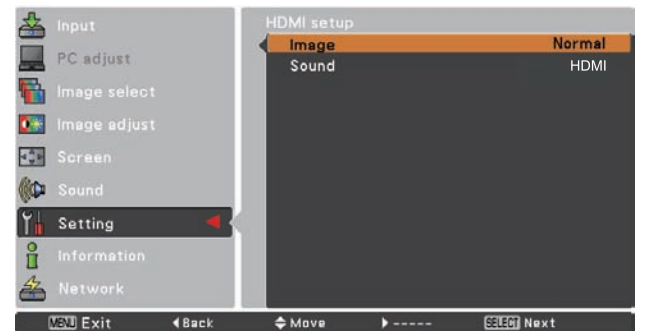 Input
PC adjust
Image select
Image adjust
Screen
Sound
Setting
Information
Network
HDMI setup
Image Normal
Sound HDMI
MENU Exit Back Move ----- SELECT Next